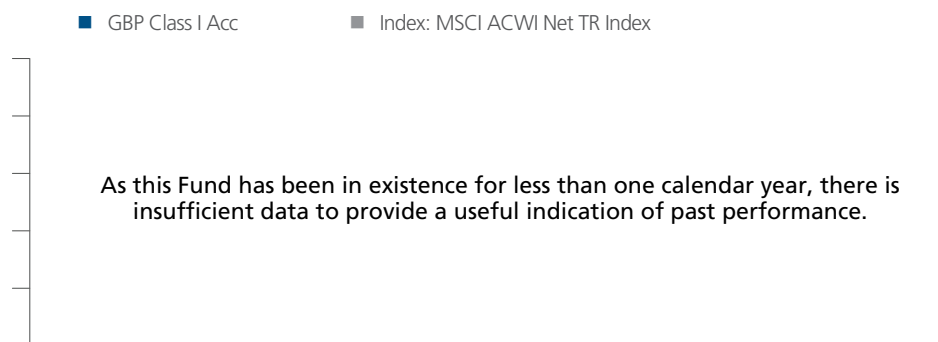 GBP Class I Acc Index: MSCI ACWI Net TR Index
As this Fund has been in existence for less than one calendar year, there is
insufficient data to provide a useful indication of past performance.